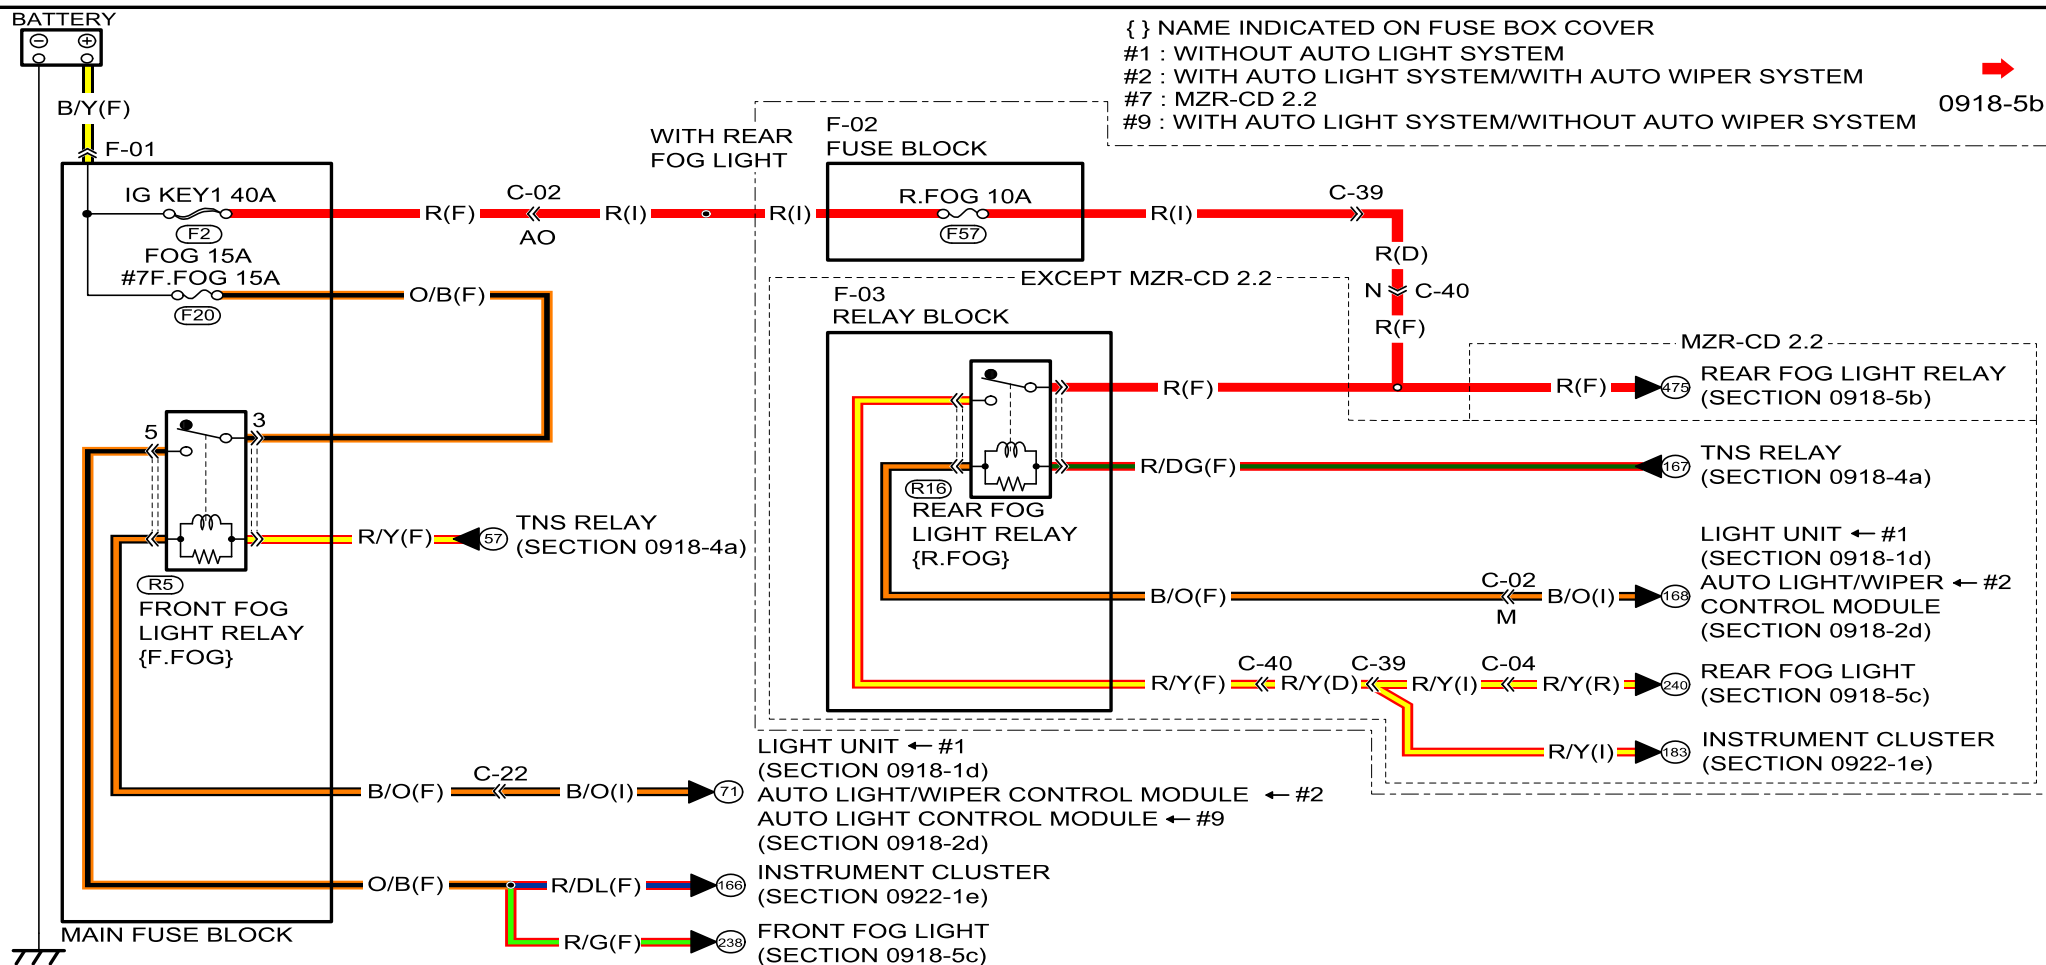 BATTERY
B/Y(F)
F-01
{ } NAME INDICATED ON FUSE BOX COVER
#1 : WITHOUT AUTO LIGHT SYSTEM
#2 : WITH AUTO LIGHT SYSTEM/WITH AUTO WIPER SYSTEM
#7 : MZR-CD 2.2
#9 : WITH AUTO LIGHT SYSTEM/WITHOUT AUTO WIPER SYSTEM
0918-5b
IG KEY1 40A
F2
FOG 15A
#7F.FOG 15A
F20
R(F)
C-02
AO
R(I)
WITH REAR
FOG LIGHT
R(I)
F-02
FUSE BLOCK
R.FOG 10A
F57
R(I)
C-39
R(D)
N
C-40
R(F)
O/B(F)
EXCEPT MZR-CD 2.2
F-03
RELAY BLOCK
R(F)
MZR-CD 2.2
R(F)
475
REAR FOG LIGHT RELAY
(SECTION 0918-5b)
R/DG(F)
167
TNS RELAY
(SECTION 0918-4a)
R16
REAR FOG
LIGHT RELAY
{R.FOG}
5
3
R/Y(F)
57
TNS RELAY
(SECTION 0918-4a)
R5
FRONT FOG
LIGHT RELAY
{F.FOG}
B/O(F)
C-02
M
B/O(I)
168
LIGHT UNIT ← #1
(SECTION 0918-1d)
AUTO LIGHT/WIPER ← #2
CONTROL MODULE
(SECTION 0918-2d)
R/Y(F)
C-40
R/Y(D)
C-39
R/Y(I)
C-04
R/Y(R)
240
REAR FOG LIGHT
(SECTION 0918-5c)
R/Y(I)
183
INSTRUMENT CLUSTER
(SECTION 0922-1e)
B/O(F)
C-22
B/O(I)
71
LIGHT UNIT ← #1
(SECTION 0918-1d)
AUTO LIGHT/WIPER CONTROL MODULE ← #2
AUTO LIGHT CONTROL MODULE ← #9
(SECTION 0918-2d)
O/B(F)
R/DL(F)
166
INSTRUMENT CLUSTER
(SECTION 0922-1e)
R/G(F)
238
FRONT FOG LIGHT
(SECTION 0918-5c)
MAIN FUSE BLOCK